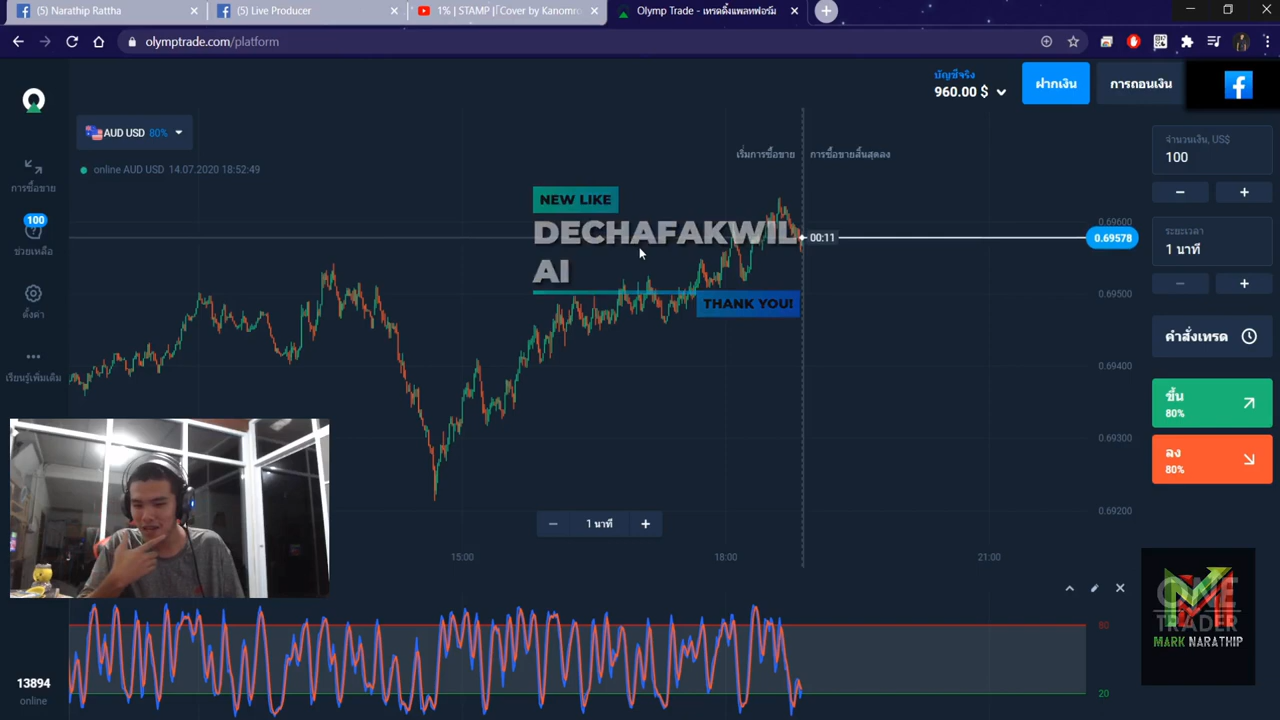 (5) Narathip Rattha
(5) Live Producer
1% | STAMP |「Cover by Kanomro
Olymp Trade - เทรดดิ้งแพลทฟอร์ม
olymptrade.com/platform
บัญชีจริง
960.00 $
ฝากเงิน
การถอนเงิน
AUD USD 80%
online AUD USD 14.07.2020 18:52:49
เริ่มการซื้อขาย
การซื้อขายสิ้นสุดลง
จำนวนเงิน, US$
100
การซื้อขาย
100
ช่วยเหลือ
ตั้งค่า
เรียนรู้เพิ่มเติม
NEW LIKE
DECHAFAKWIL
AI
THANK YOU!
00:11
0.69600
0.69578
0.69500
0.69400
0.69300
0.69200
ระยะเวลา
1 นาที
คำสั่งเทรด
ขึ้น
80%
ลง
80%
1 นาที
15:00
18:00
21:00
80
20
13894
online
ONE
TRADER
MARK NARATHIP